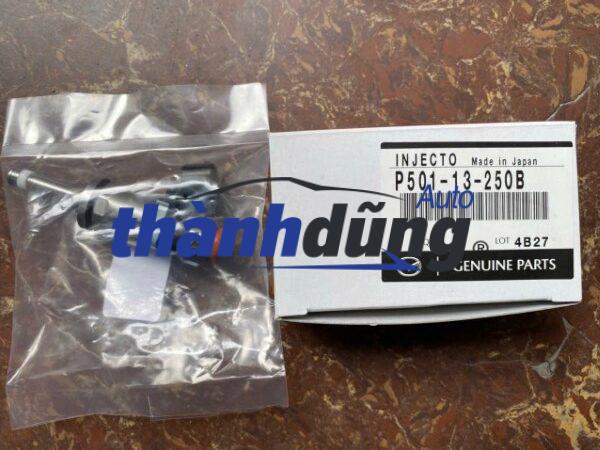 INJECTO Made in Japan
P501-13-250B
Auto
thànhdũng
® LOT 4B27
GENUINE PARTS